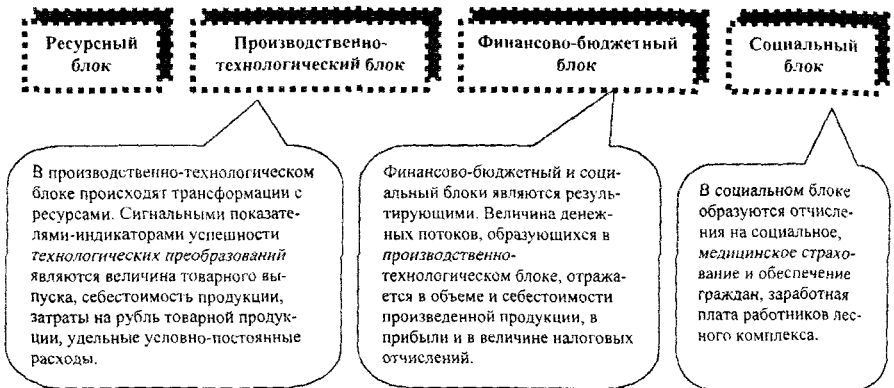 Ресурсный
блок
Производственно-
технологический блок
Финансово-бюджетный
блок
Социальный
блок
В производственно-технологическом
блоке происходят трансформации с
ресурсами. Сигнальными показате-
лями-индикаторами успешности
технологических преобразований
являются величина товарного вы-
пуска, себестоимость продукции,
затраты на рубль товарной продук-
ции, удельные условно-постоянные
расходы.
Финансово-бюджетный и соци-
альный блоки являются резуль-
тирующими. Величина денеж-
ных потоков, образующихся в
производственно-
технологическом блоке, отража-
ется в объеме и себестоимости
произведенной продукции, в
прибыли и в величине налоговых
отчислений.
В социальном блоке
образуются отчисле-
ния на социальное,
медицинское страхо-
вание и обеспечение
граждан, заработная
плата работников лес-
ного комплекса.